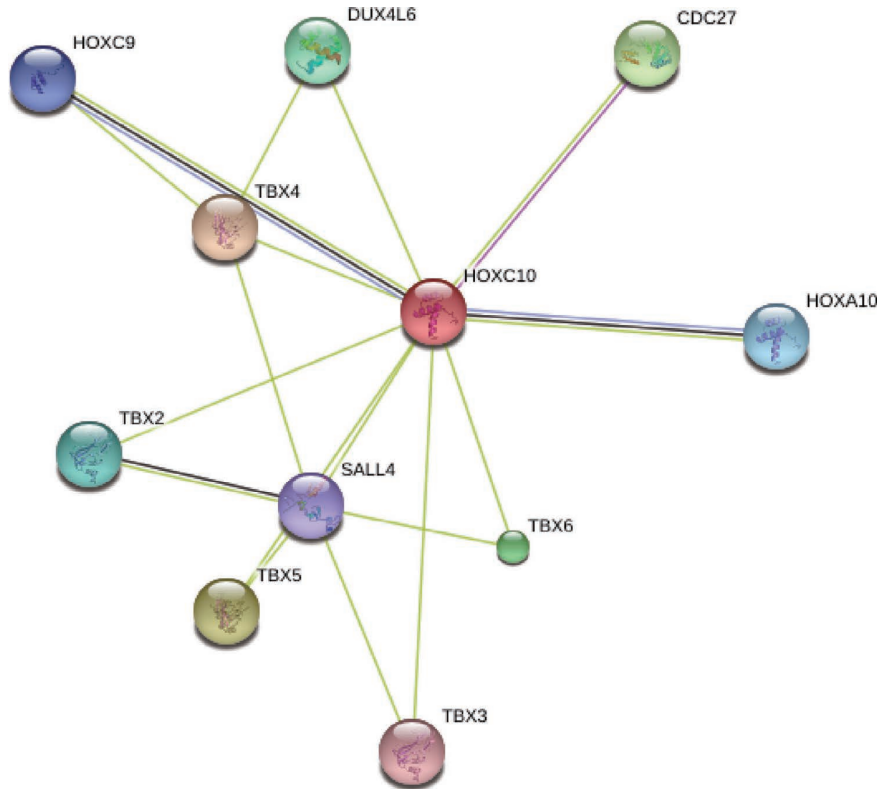 DUX4L6
CDC27
HOXC9
TBX4
HOXC10
HOXA10
TBX2
SALL4
TBX6
TBX5
TBX3